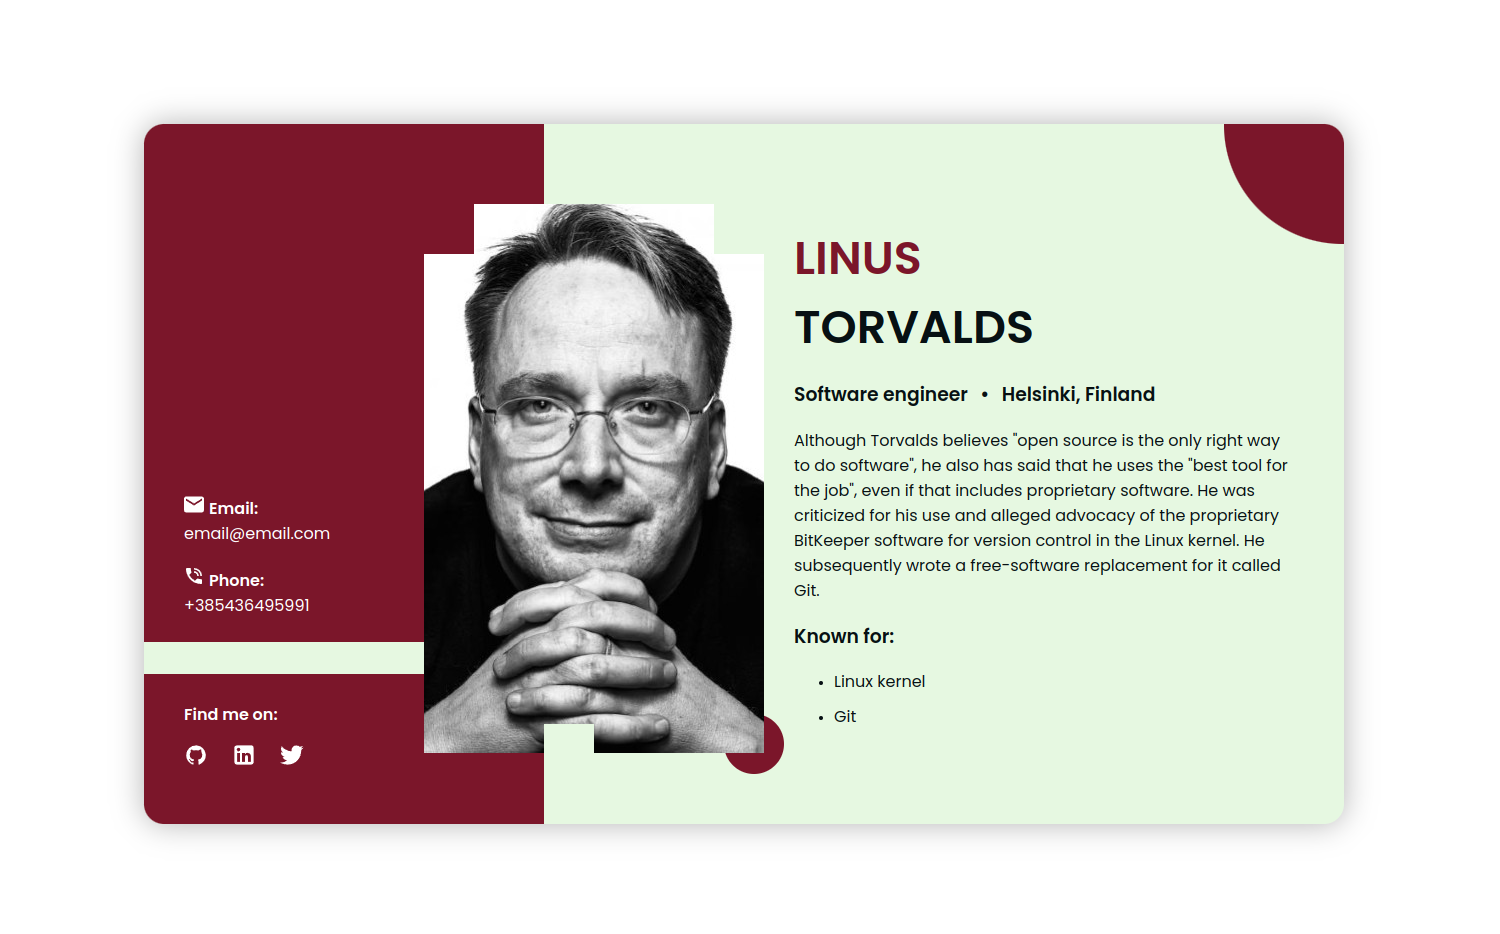 LINUS
TORVALDS
Software engineer • Helsinki, Finland
Although Torvalds believes "open source is the only right way
to do software", he also has said that he uses the "best tool for
the job", even if that includes proprietary software. He was
criticized for his use and alleged advocacy of the proprietary
BitKeeper software for version control in the Linux kernel. He
subsequently wrote a free-software replacement for it called
Git.
Known for:
• Linux kernel
• Git
Email:
email@email.com
Phone:
+385436495991
Find me on:
in